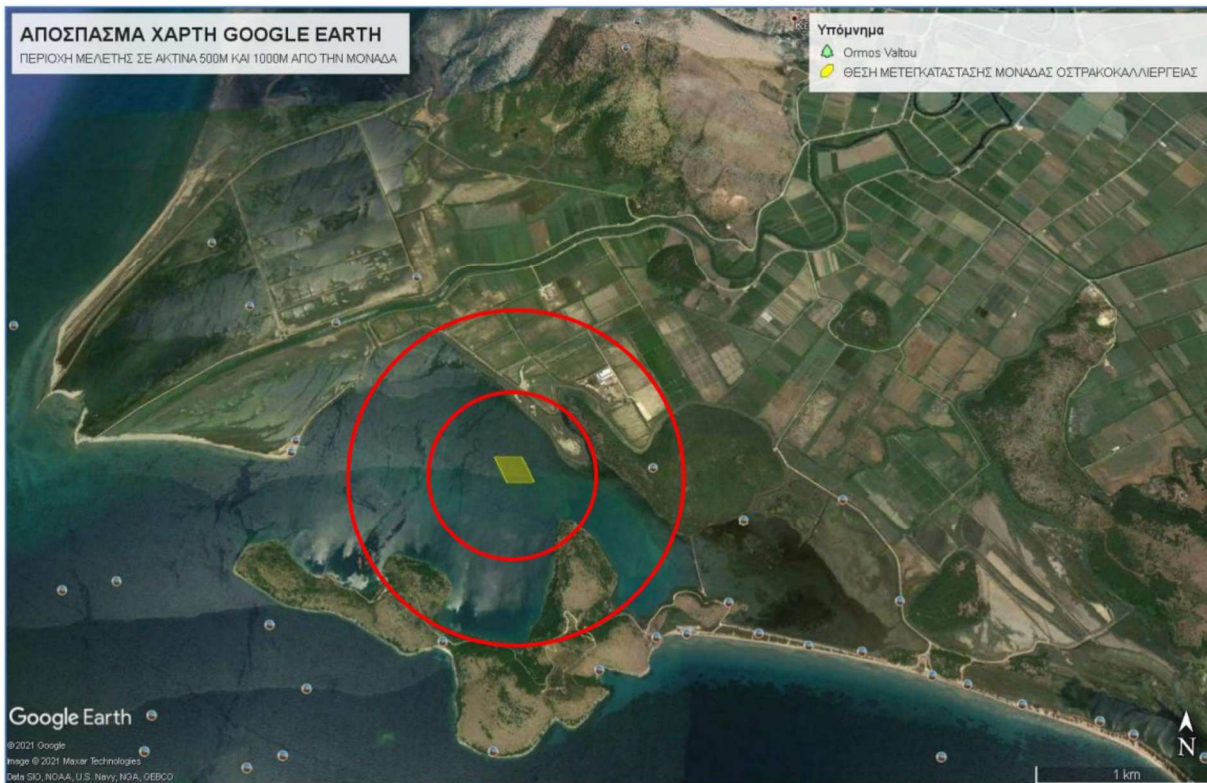 ΑΠΟΣΠΑΣΜΑ ΧΑΡΤΗ GOOGLE EARTH
ΠΕΡΙΟΧΗ ΜΕΛΕΤΗΣ ΣΕ ΑΚΤΙΝΑ 500Μ ΚΑΙ 1000Μ ΑΠΟ ΤΗΝ ΜΟΝΑΔΑ
Υπόμνημα
Ormos Valtou
ΘΕΣΗ ΜΕΤΕΓΚΑΤΑΣΤΑΣΗΣ ΜΟΝΑΔΑΣ ΟΣΤΡΑΚΟΚΑΛΛΙΕΡΓΕΙΑΣ
Google Earth
©2021 Google
Image © 2021 Maxar Technologies
Data SIO, NOAA, U.S. Navy, NGA, GEBCO
N
1 km